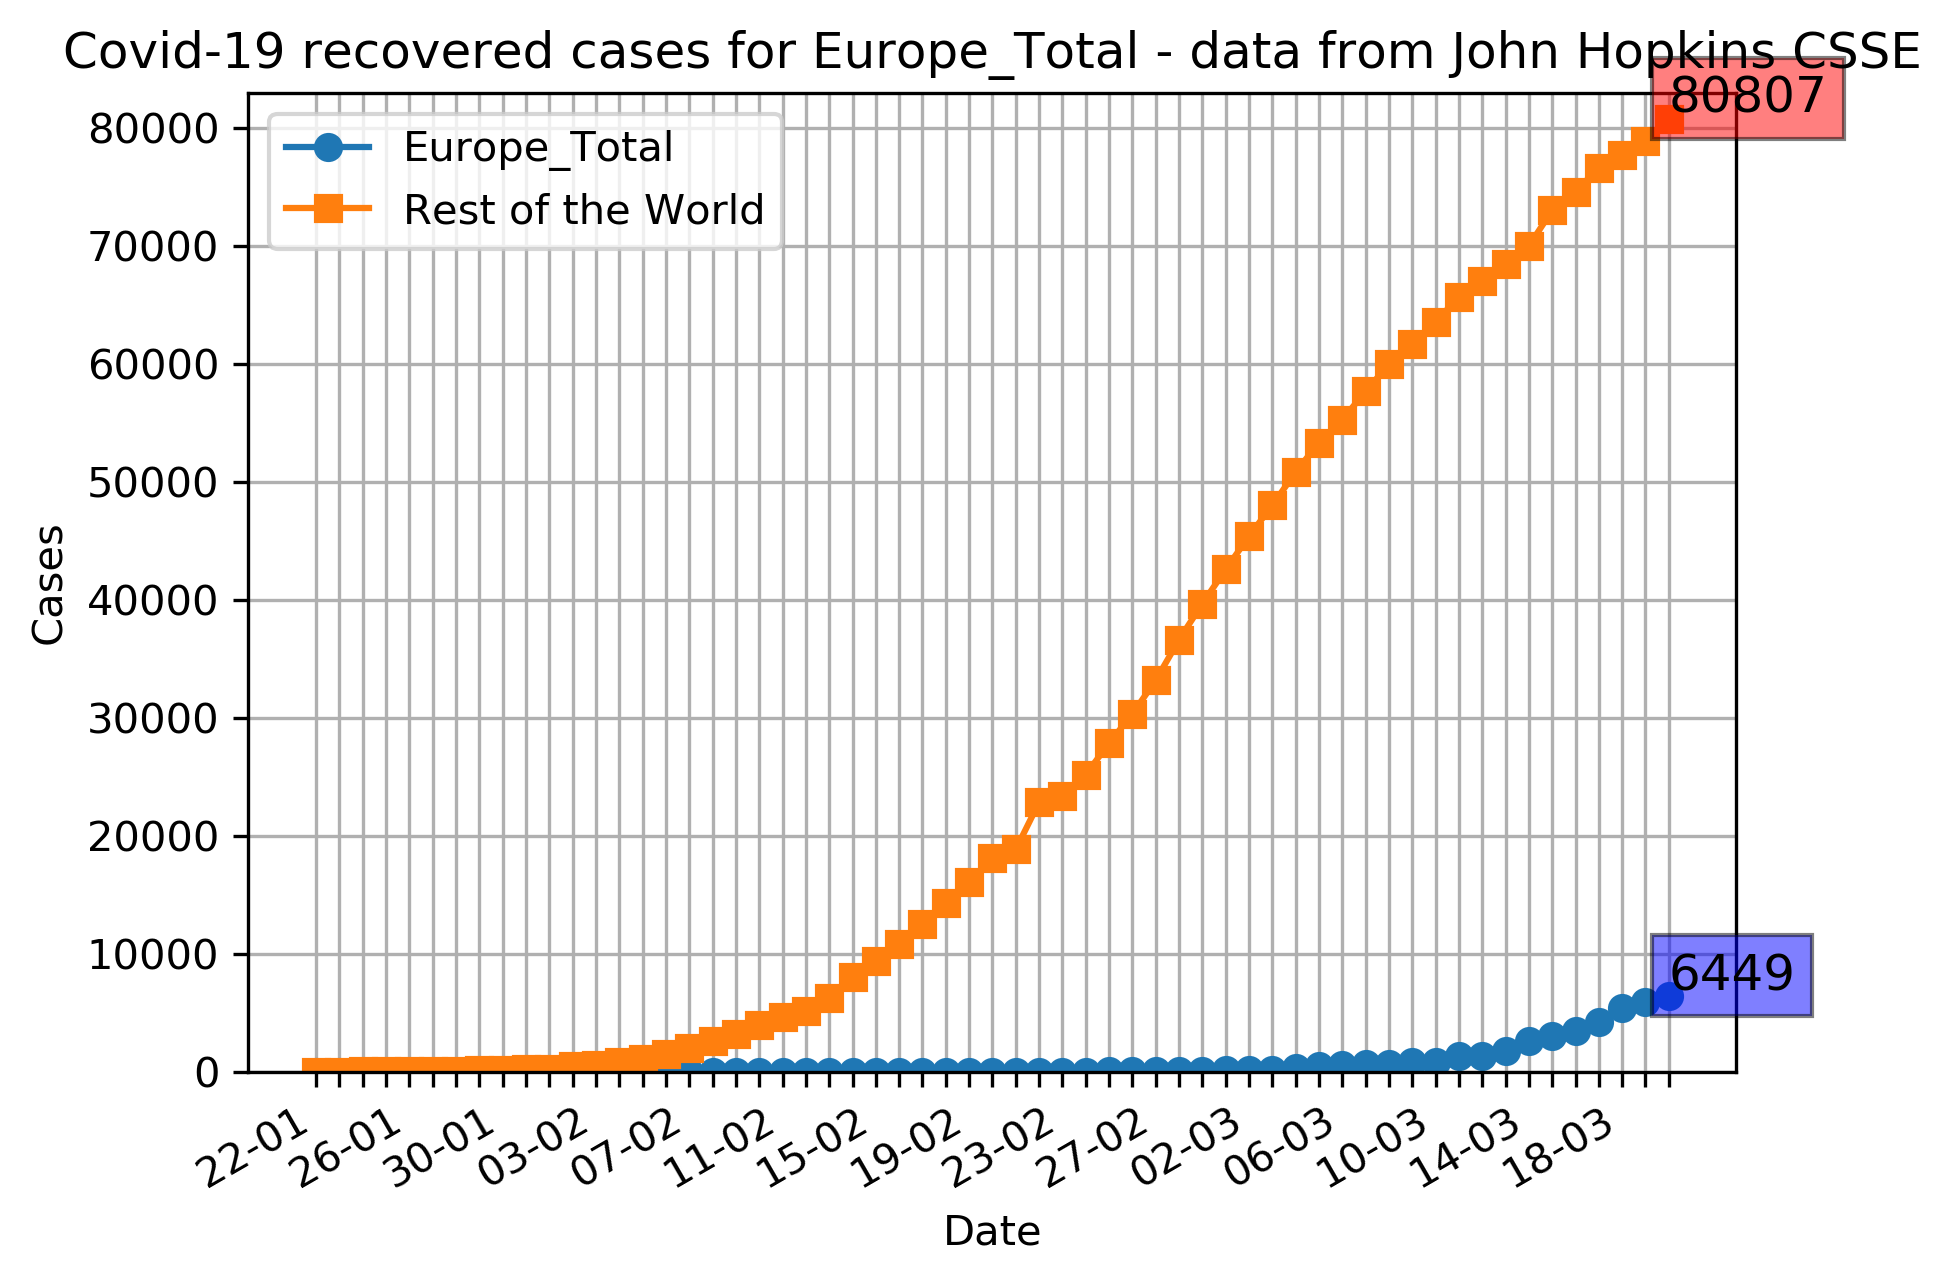 Covid-19 recovered cases for Europe_Total - data from John Hopkins CSSE
80807
80000
Europe_Total
Rest of the World
70000
60000
50000
Cases
40000
30000
20000
10000
6449
0
22-01 26-01 30-01 03-02 07-02 11-02 15-02 19-02 23-02 27-02 02-03 06-03 10-03 14-03 18-03
Date